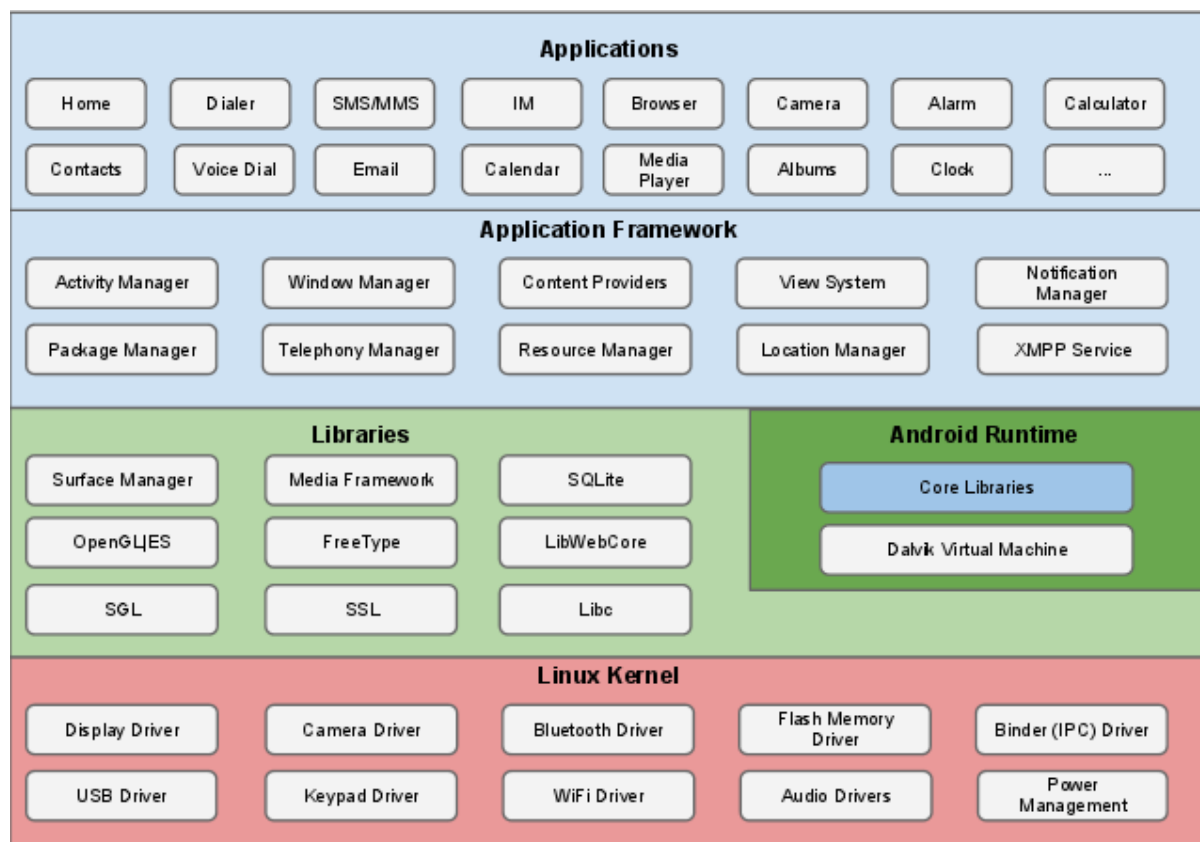 Applications
Home
Dialer
SMS/MMS
IM
Browser
Camera
Alarm
Calculator
Contacts
Voice Dial
Email
Calendar
Media
Player
Albums
Clock
...
Application Framework
Activity Manager
Window Manager
Content Providers
View System
Notification
Manager
Package Manager
Telephony Manager
Resource Manager
Location Manager
XMPP Service
Libraries
Surface Manager
Media Framework
SQLite
OpenGL|ES
FreeType
LibWebCore
SGL
SSL
Libc
Android Runtime
Core Libraries
Dalvik Virtual Machine
Linux Kernel
Display Driver
Camera Driver
Bluetooth Driver
Flash Memory
Driver
Binder (IPC) Driver
USB Driver
Keypad Driver
WiFi Driver
Audio Drivers
Power
Management